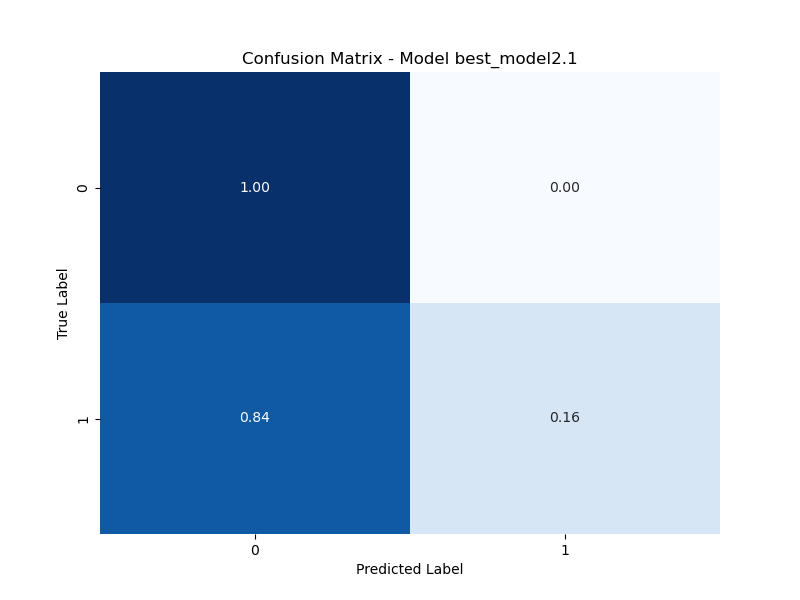 Confusion Matrix - Model best_model2.1
True Label
0
1.00
0.00
1
0.84
0.16
0
1
Predicted Label